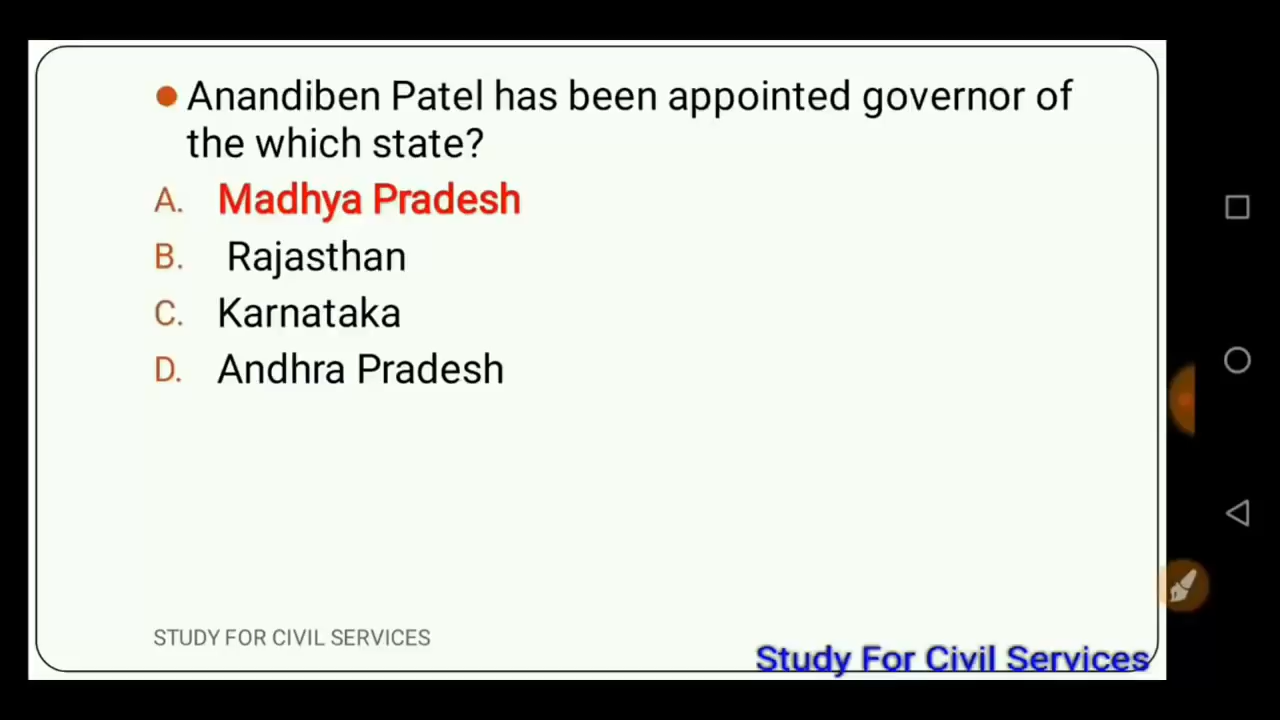 Anandiben Patel has been appointed governor of
the which state?
A. Madhya Pradesh
B. Rajasthan
C. Karnataka
D. Andhra Pradesh
STUDY FOR CIVIL SERVICES
Study For Civil Services